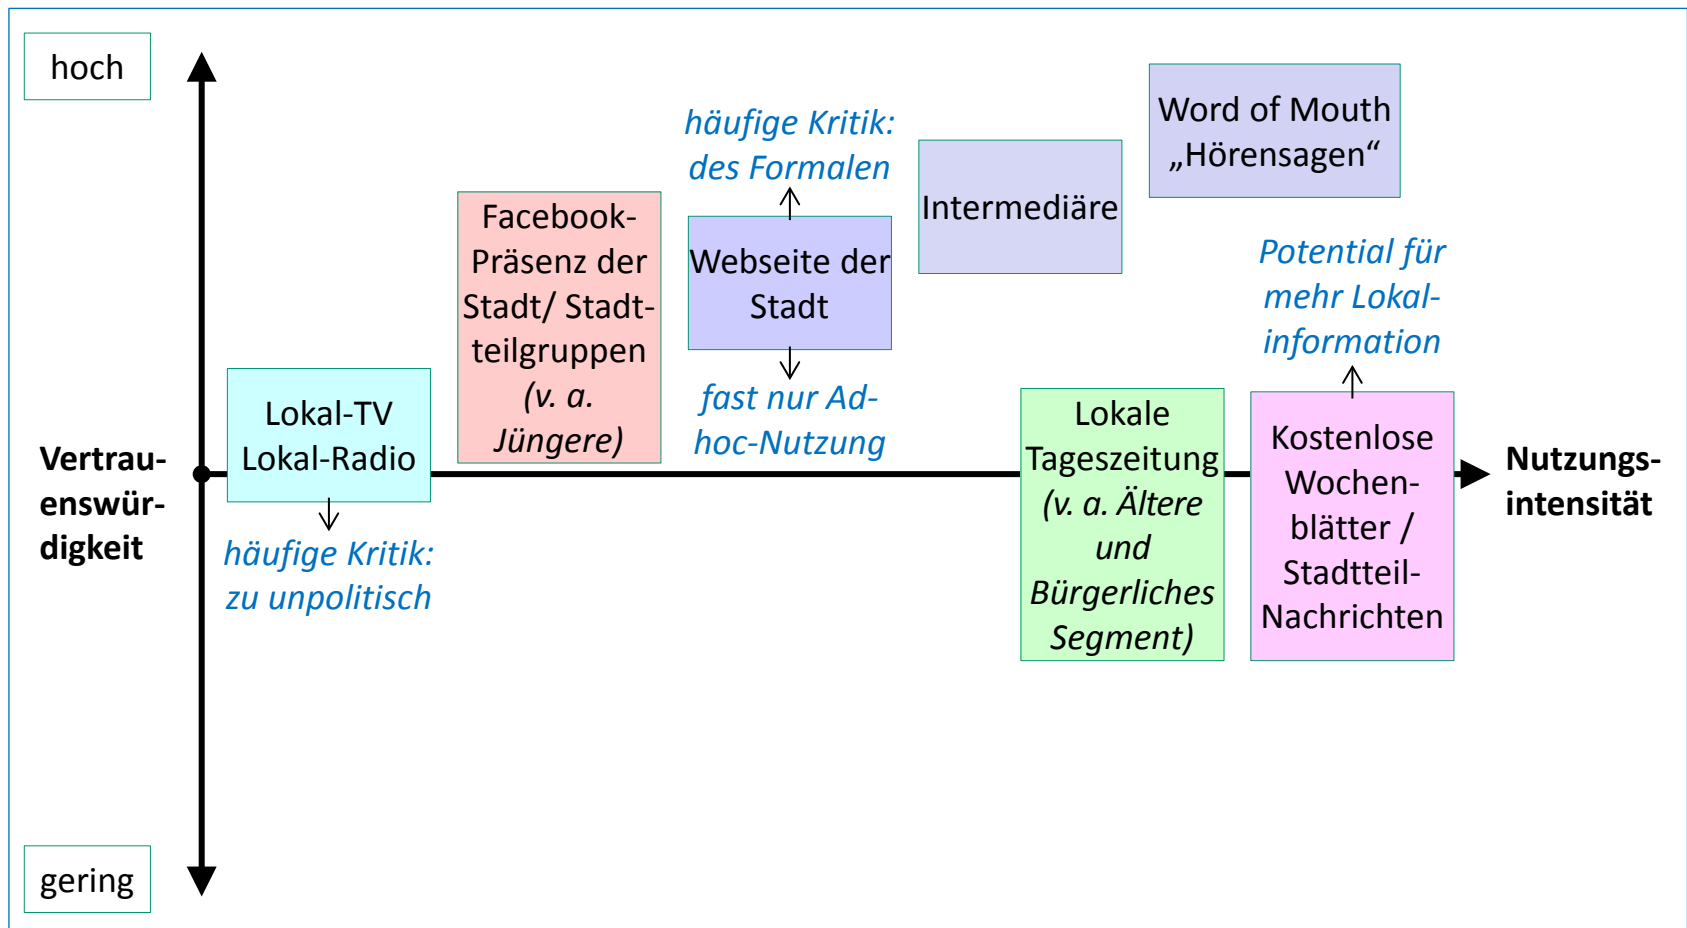 hoch
Word of Mouth
„Hörensagen“
häufige Kritik:
des Formalen
Intermediäre
Facebook-
Präsenz der
Stadt/ Stadt-
teilgruppen
(v. a.
Jüngere)
Webseite der
Stadt
Potential für
mehr Lokal-
information
fast nur Ad-
hoc-Nutzung
Lokal-TV
Lokal-Radio
Lokale
Tageszeitung
(v. a. Ältere
und
Bürgerliches
Segment)
Kostenlose
Wochen-
blätter /
Stadtteil-
Nachrichten
Vertrau-
enswür-
digkeit
Nutzungs-
intensität
häufige Kritik:
zu unpolitisch
gering